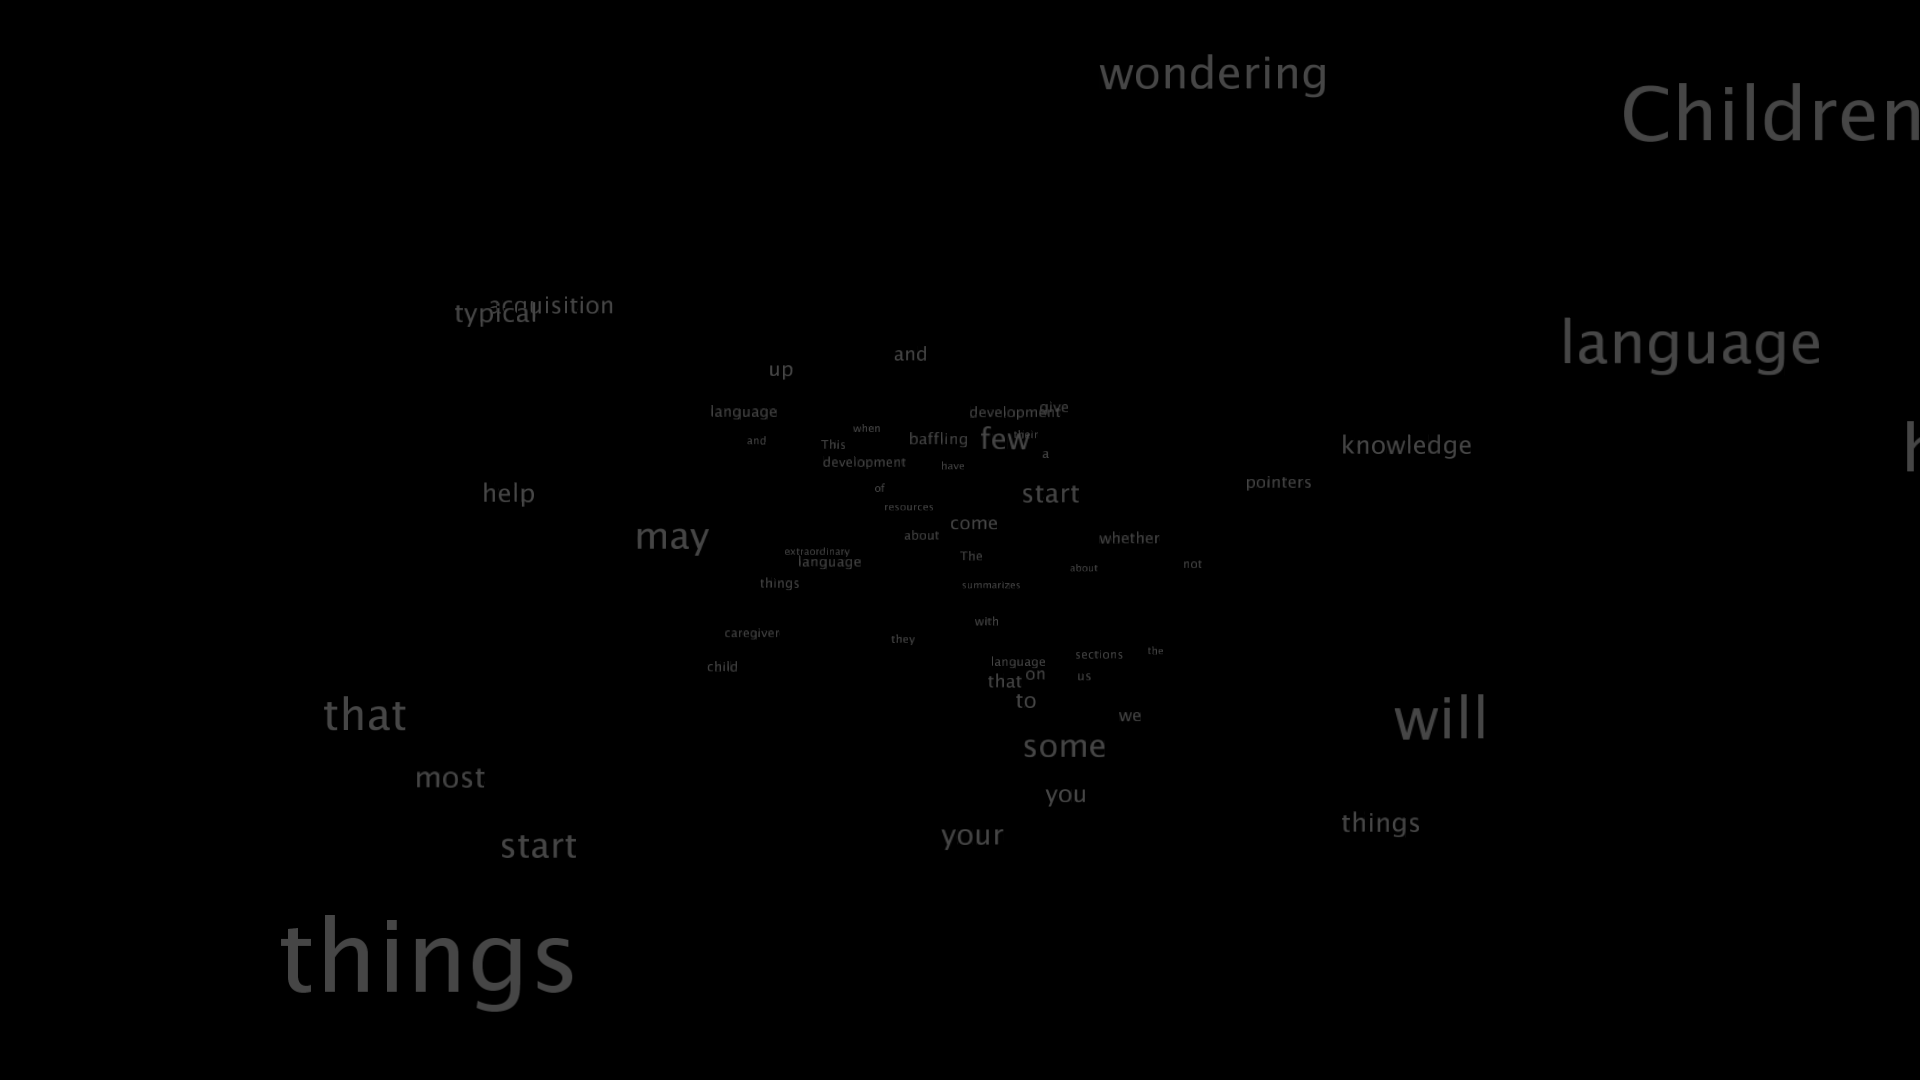 wondering
Children
language
acquisition
typical
and
up
give
language
development
when
their
and
This
baffling
few
knowledge
a
development
have
pointers
of
help
start
resources
come
may
about
whether
extraordinary
The
language
not
about
things
summarizes
with
caregiver
they
the
sections
language
child
on
us
that
to
that
we
will
some
most
you
things
your
start
things